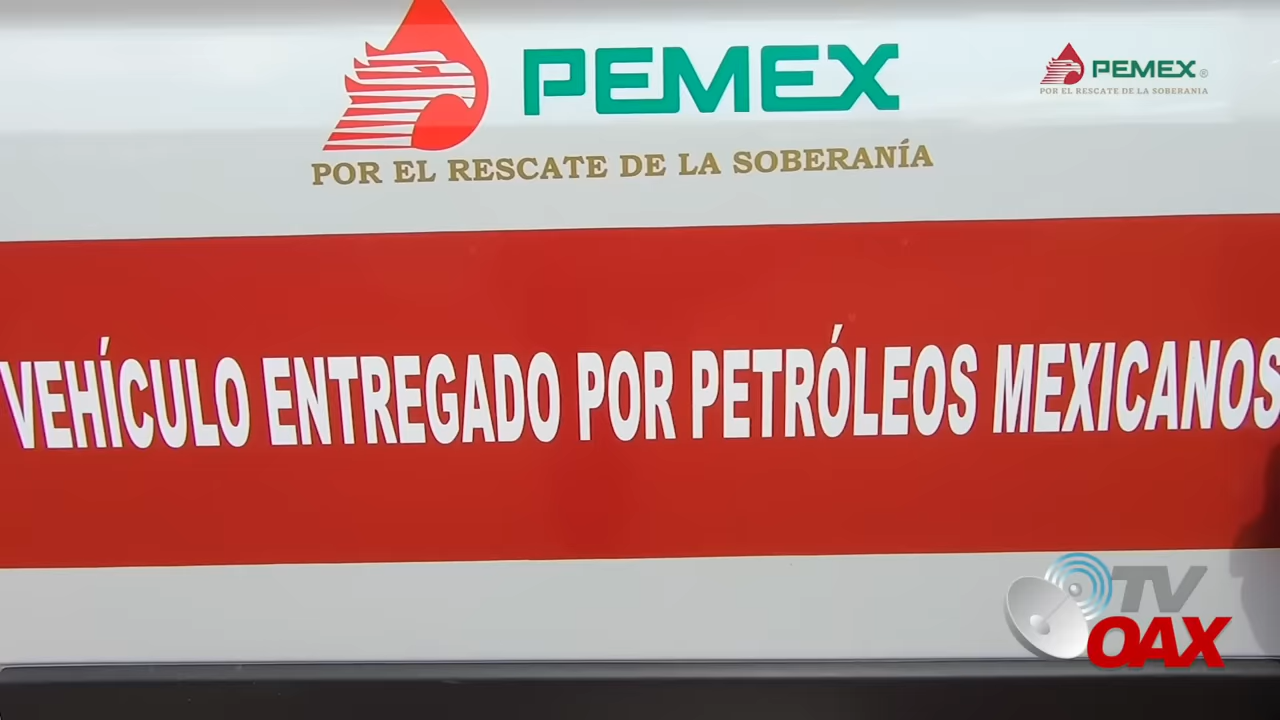 PEMEX
POR EL RESCATE DE LA SOBERANÍA
PEMEX®
POR EL RESCATE DE LA SOBERANIA
VEHÍCULO ENTREGADO POR PETRÓLEOS MEXICANOS
TV
OAX